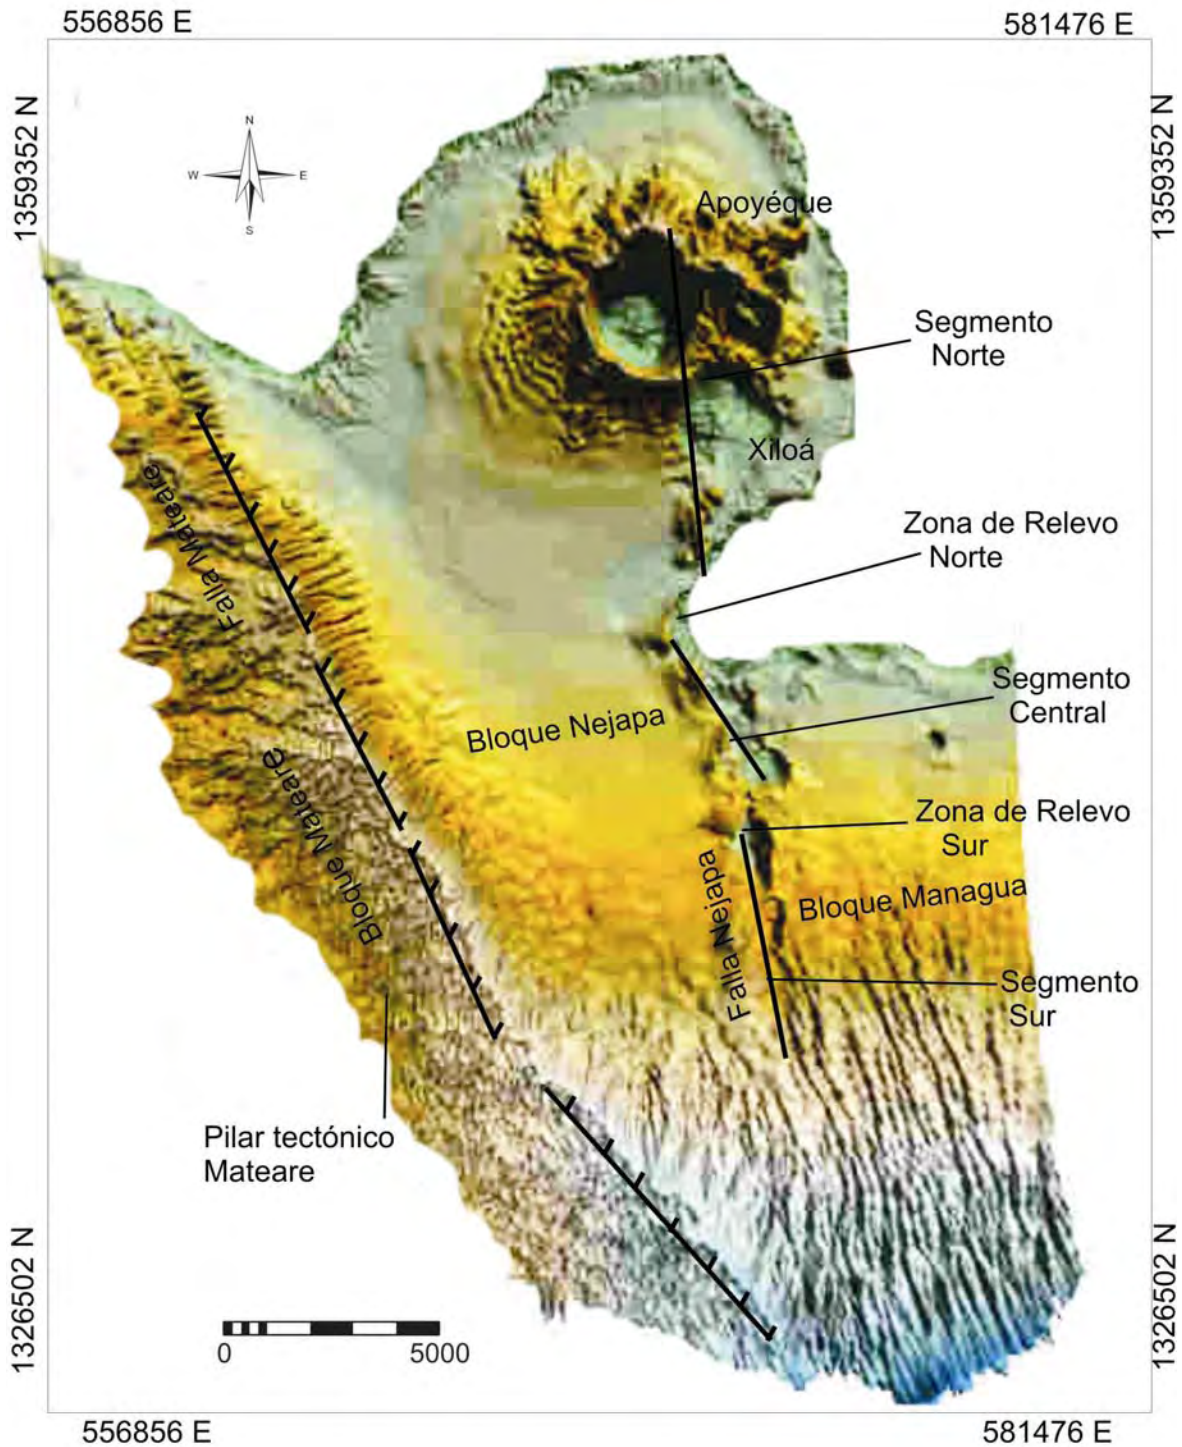 556856 E
581476 E
1359352 N
1359352 N
N
W
E
S
Apoyéque
Segmento
Norte
Xiloá
Falla Mateare
Zona de Relevo
Norte
Segmento
Central
Bloque Nejapa
Bloque Mateare
Zona de Relevo
Sur
Falla Nejapa
Bloque Managua
Segmento
Sur
Pilar tectónico
Mateare
1326502 N
1326502 N
0
5000
556856 E
581476 E